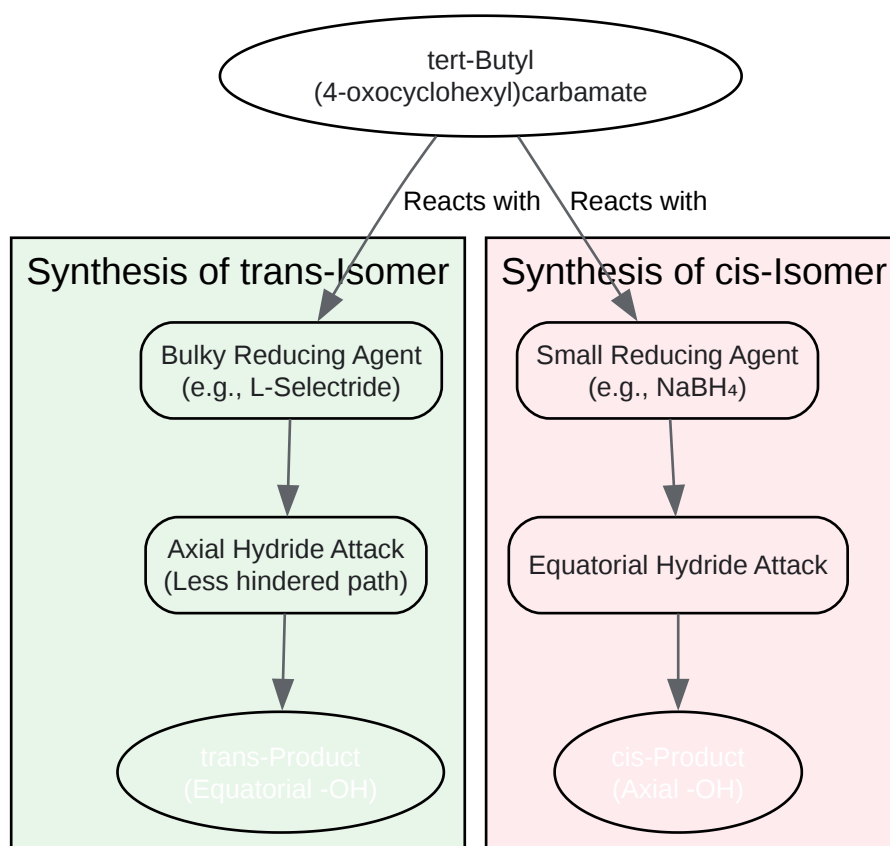 tert-Butyl
(4-oxocyclohexyl)carbamate
Reacts with
Reacts with
Synthesis of trans-Isomer
Bulky Reducing Agent
(e.g., L-Selectride)
Axial Hydride Attack
(Less hindered path)
trans-Product
(Equatorial -OH)
Synthesis of cis-Isomer
Small Reducing Agent
(e.g., NaBH₄)
Equatorial Hydride Attack
cis-Product
(Axial -OH)